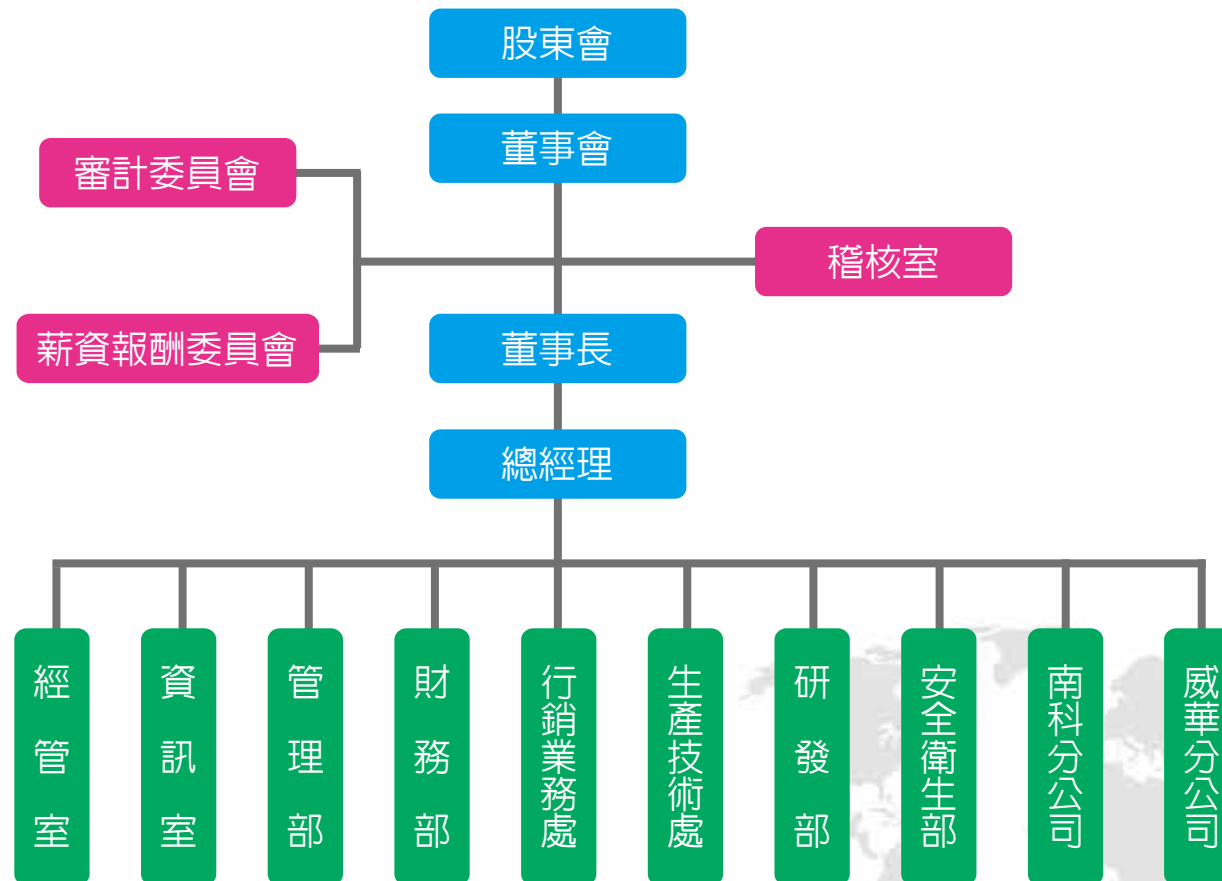 股東會
董事會
審計委員會
稽核室
薪資報酬委員會
董事長
總經理
經管室
資訊室
管理部
財務部
行銷業務處
生產技術處
研發部
安全衛生部
南科分公司
威華分公司